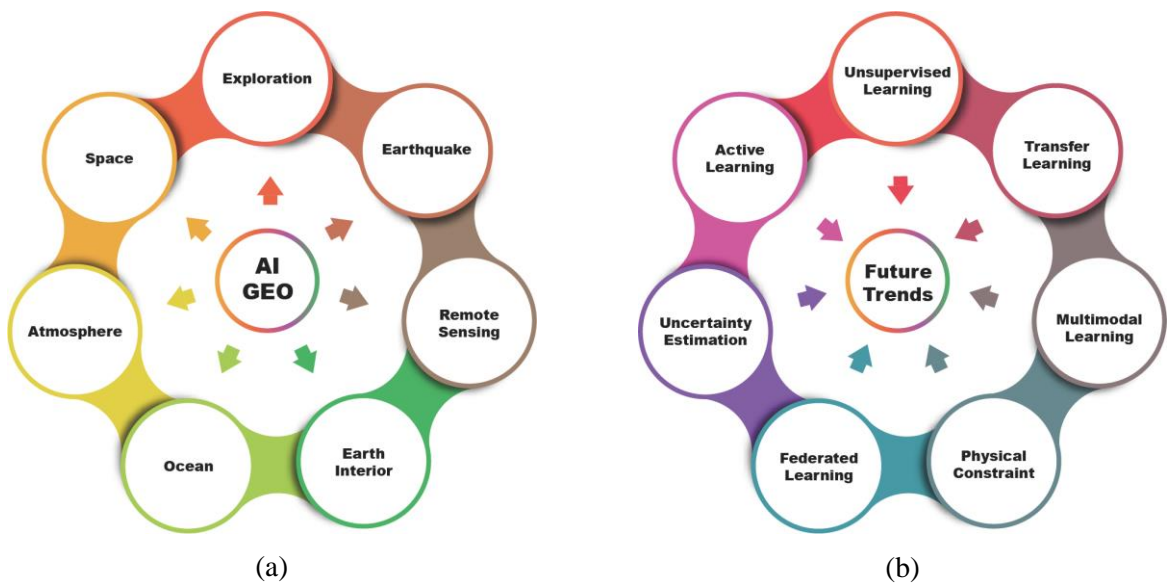 Exploration
Earthquake
Remote
Sensing
Earth
Interior
Ocean
Atmosphere
Space
AI
GEO
(a)
Unsupervised
Learning
Transfer
Learning
Multimodal
Learning
Physical
Constraint
Federated
Learning
Uncertainty
Estimation
Active
Learning
Future
Trends
(b)